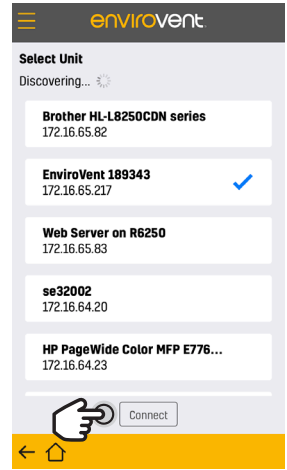 envirovent
Select Unit
Discovering...
Brother HL-L8250CDN series
172.16.65.82
EnviroVent 189343
172.16.65.217
Web Server on R6250
172.16.65.83
se32002
172.16.64.20
HP PageWide Color MFP E776...
172.16.64.23
Connect